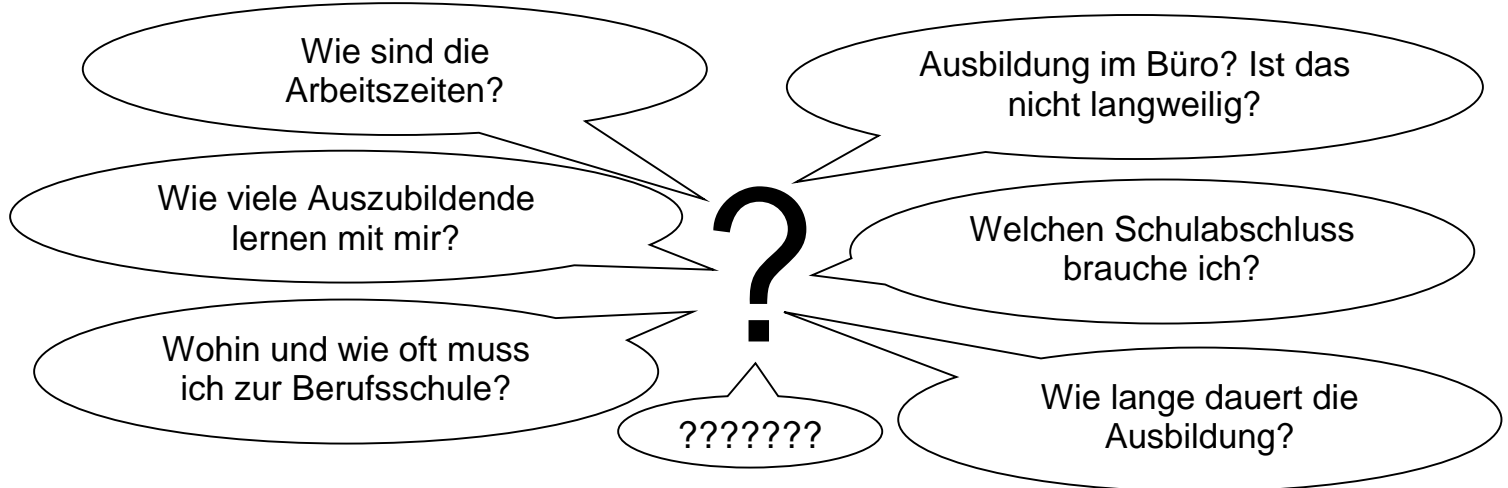 Wie sind die
Arbeitszeiten?
Ausbildung im Büro? Ist das
nicht langweilig?
Wie viele Auszubildende
lernen mit mir?
Welchen Schulabschluss
brauche ich?
?
Wohin und wie oft muss
ich zur Berufsschule?
???????
Wie lange dauert die
Ausbildung?